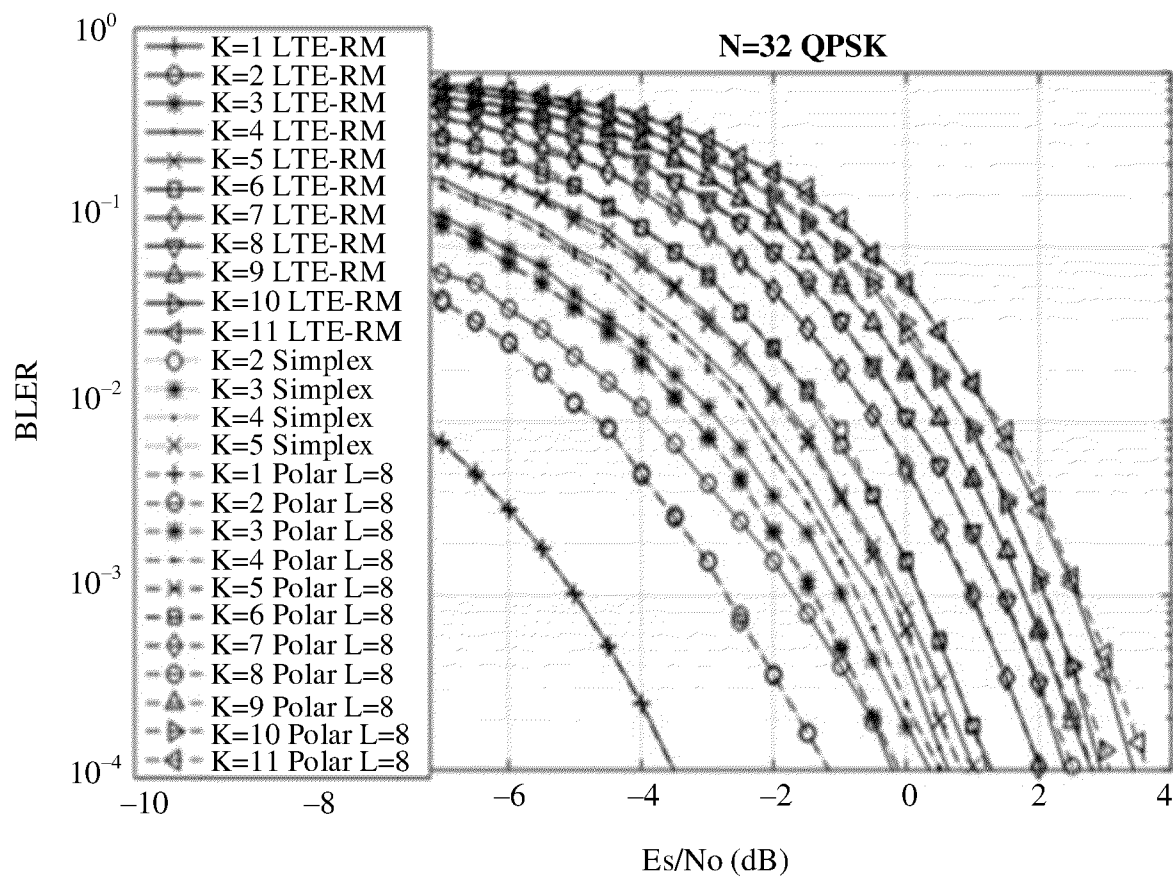 N=32 QPSK
10^0
10^-1
10^-2
10^-3
10^-4
BLER
K=1 LTE-RM
K=2 LTE-RM
K=3 LTE-RM
K=4 LTE-RM
K=5 LTE-RM
K=6 LTE-RM
K=7 LTE-RM
K=8 LTE-RM
K=9 LTE-RM
K=10 LTE-RM
K=11 LTE-RM
K=2 Simplex
K=3 Simplex
K=4 Simplex
K=5 Simplex
K=1 Polar L=8
K=2 Polar L=8
K=3 Polar L=8
K=4 Polar L=8
K=5 Polar L=8
K=6 Polar L=8
K=7 Polar L=8
K=8 Polar L=8
K=9 Polar L=8
K=10 Polar L=8
K=11 Polar L=8
−10 −8 −6 −4 −2 0 2 4
Es/No (dB)